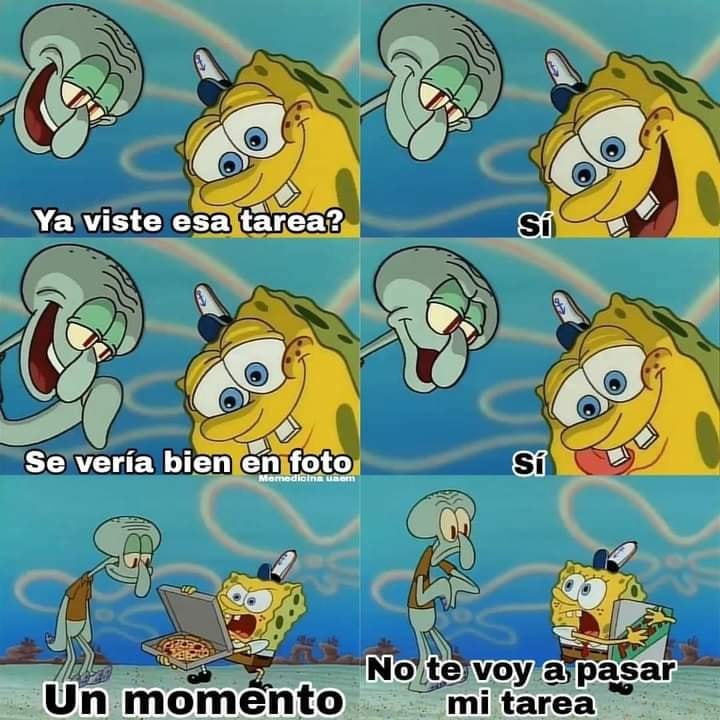 Ya viste esa tarea?
Sí
Se vería bien en foto
Sí
Memedicina uaem
Un momento
No te voy a pasar
mi tarea